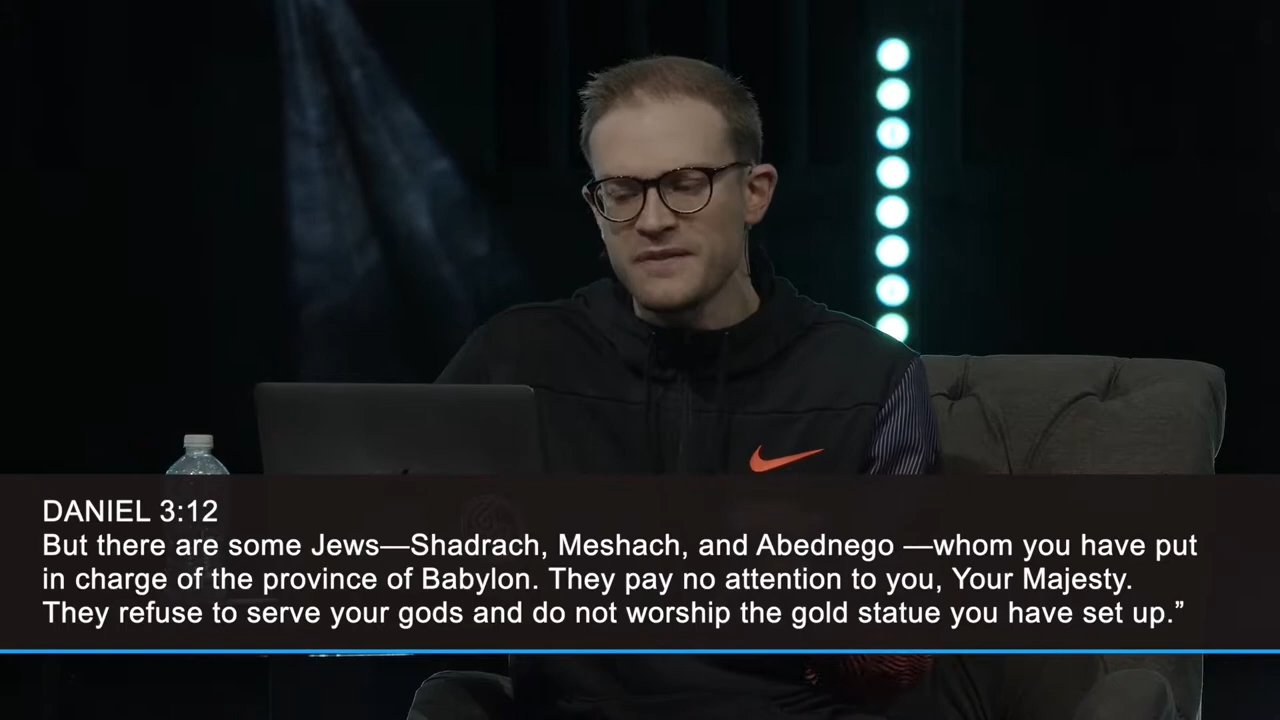 DANIEL 3:12
But there are some Jews—Shadrach, Meshach, and Abednego —whom you have put
in charge of the province of Babylon. They pay no attention to you, Your Majesty.
They refuse to serve your gods and do not worship the gold statue you have set up.”